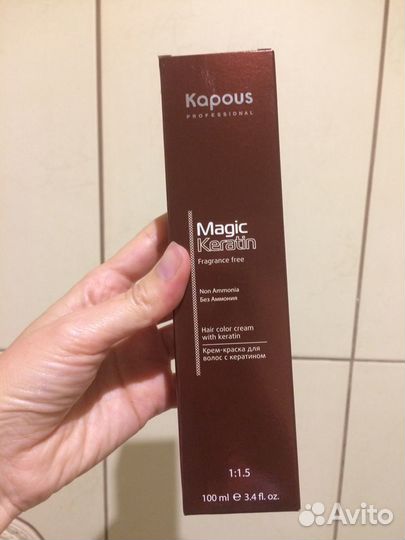 Kapous
PROFESSIONAL
Magic
Keratin
Fragrance free
Non Ammonia
Без Аммония
Hair color cream
with keratin
Крем-краска для
волос с кератином
1:1.5
100 ml ℮ 3.4 fl. oz.
Avito